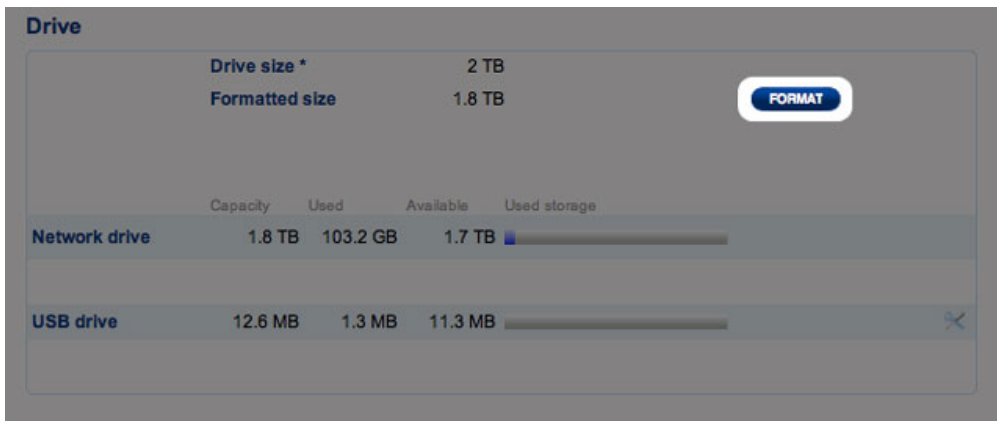 Drive
Drive size * 2 TB
Formatted size 1.8 TB FORMAT
Capacity Used Available Used storage
Network drive 1.8 TB 103.2 GB 1.7 TB
USB drive 12.6 MB 1.3 MB 11.3 MB